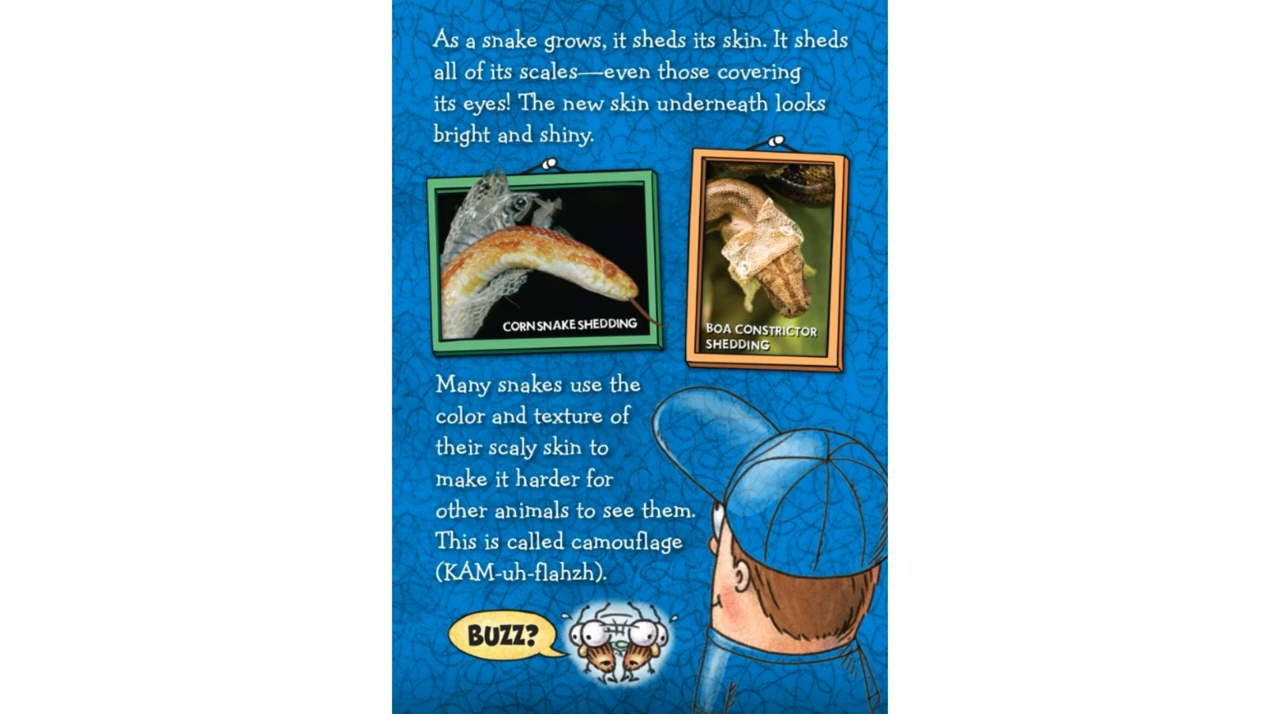 As a snake grows, it sheds its skin. It sheds
all of its scales—even those covering
its eyes! The new skin underneath looks
bright and shiny.
CORN SNAKE SHEDDING
BOA CONSTRICTOR
SHEDDING
Many snakes use the
color and texture of
their scaly skin to
make it harder for
other animals to see them.
This is called camouflage
(KAM-uh-flahzh).
BUZZ?